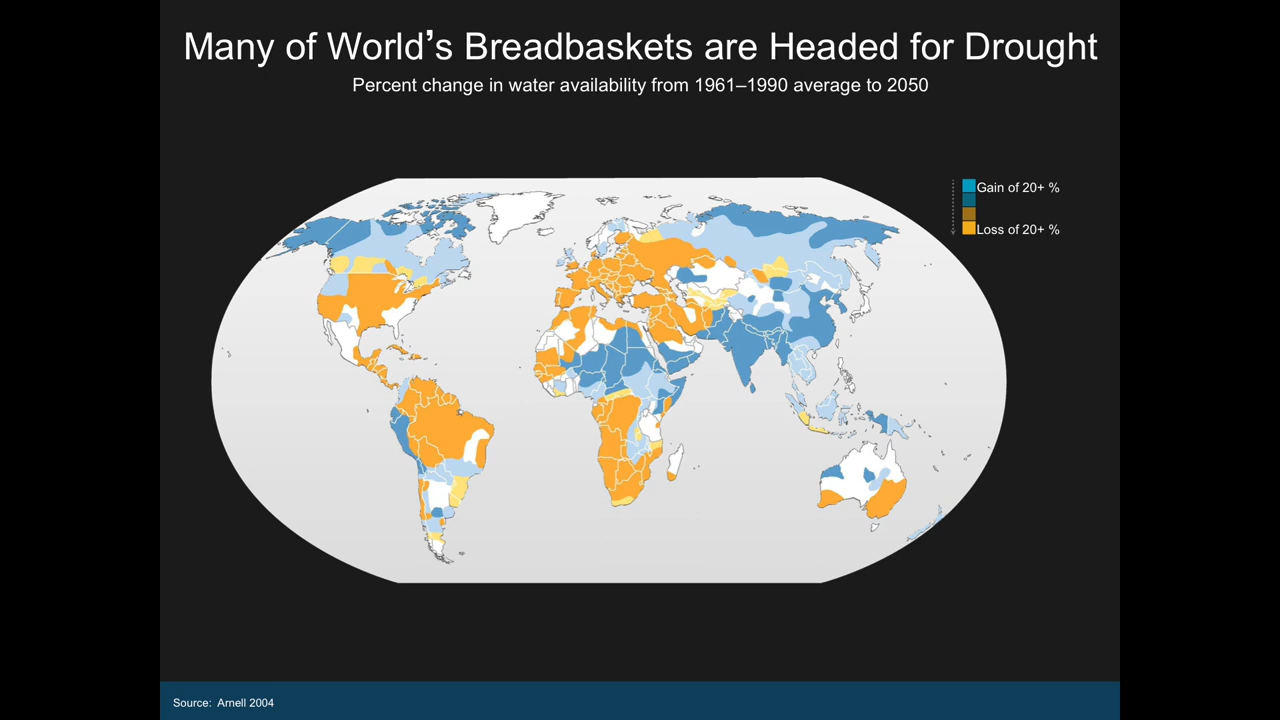 Many of World’s Breadbaskets are Headed for Drought
Percent change in water availability from 1961–1990 average to 2050
Gain of 20+ %
Loss of 20+ %
Source: Arnell 2004